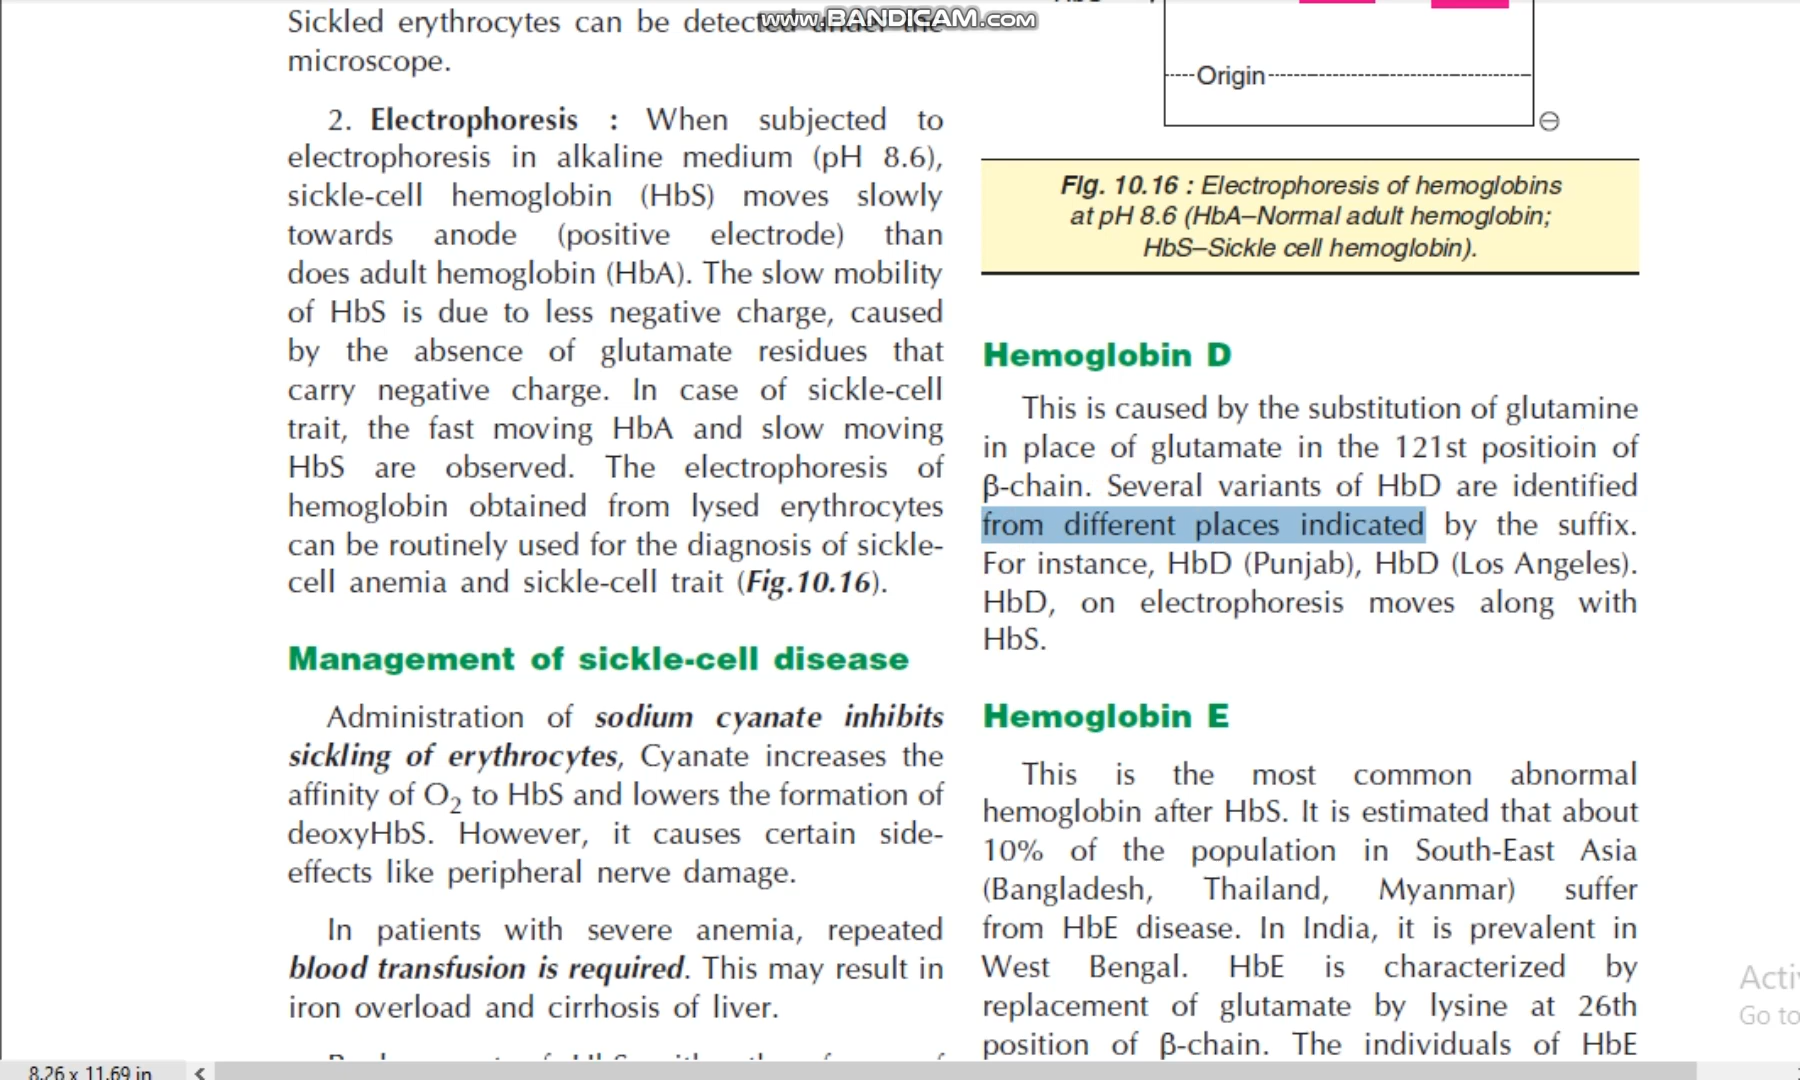 www.BANDICAM.com
Sickled erythrocytes can be detected under the
microscope.
2. Electrophoresis : When subjected to
electrophoresis in alkaline medium (pH 8.6),
sickle-cell hemoglobin (HbS) moves slowly
towards anode (positive electrode) than
does adult hemoglobin (HbA). The slow mobility
of HbS is due to less negative charge, caused
by the absence of glutamate residues that
carry negative charge. In case of sickle-cell
trait, the fast moving HbA and slow moving
HbS are observed. The electrophoresis of
hemoglobin obtained from lysed erythrocytes
can be routinely used for the diagnosis of sickle-
cell anemia and sickle-cell trait (Fig.10.16).
Management of sickle-cell disease
Administration of sodium cyanate inhibits
sickling of erythrocytes, Cyanate increases the
affinity of O2 to HbS and lowers the formation of
deoxyHbS. However, it causes certain side-
effects like peripheral nerve damage.
In patients with severe anemia, repeated
blood transfusion is required. This may result in
iron overload and cirrhosis of liver.
Origin
⊖
Fig. 10.16 : Electrophoresis of hemoglobins
at pH 8.6 (HbA–Normal adult hemoglobin;
HbS–Sickle cell hemoglobin).
Hemoglobin D
This is caused by the substitution of glutamine
in place of glutamate in the 121st positioin of
β-chain. Several variants of HbD are identified
from different places indicated by the suffix.
For instance, HbD (Punjab), HbD (Los Angeles).
HbD, on electrophoresis moves along with
HbS.
Hemoglobin E
This is the most common abnormal
hemoglobin after HbS. It is estimated that about
10% of the population in South-East Asia
(Bangladesh, Thailand, Myanmar) suffer
from HbE disease. In India, it is prevalent in
West Bengal. HbE is characterized by
replacement of glutamate by lysine at 26th
position of β-chain. The individuals of HbE
Go to
8.26 x 11.69 in